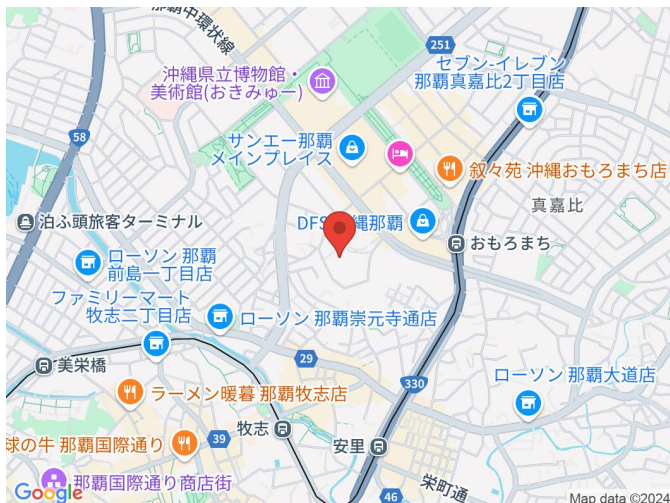 那覇中環状線
251
セブン-イレブン
那覇真嘉比2丁目店
沖縄県立博物館・
美術館(おきみゅー)
58
サンエー那覇
メインプレイス
叙々苑 沖縄おもろまち店
真嘉比
泊ふ頭旅客ターミナル
DFS
縄那覇
おもろまち
ローソン 那覇
前島一丁目店
ファミリーマート
牧志二丁目店
ローソン 那覇崇元寺通店
29
美栄橋
330
ローソン 那覇大道店
ラーメン暖暮 那覇牧志店
39
牧志
安里
球の牛 那覇国際通り
栄町通
那覇国際通り商店街
46
Google
Map data ©2024